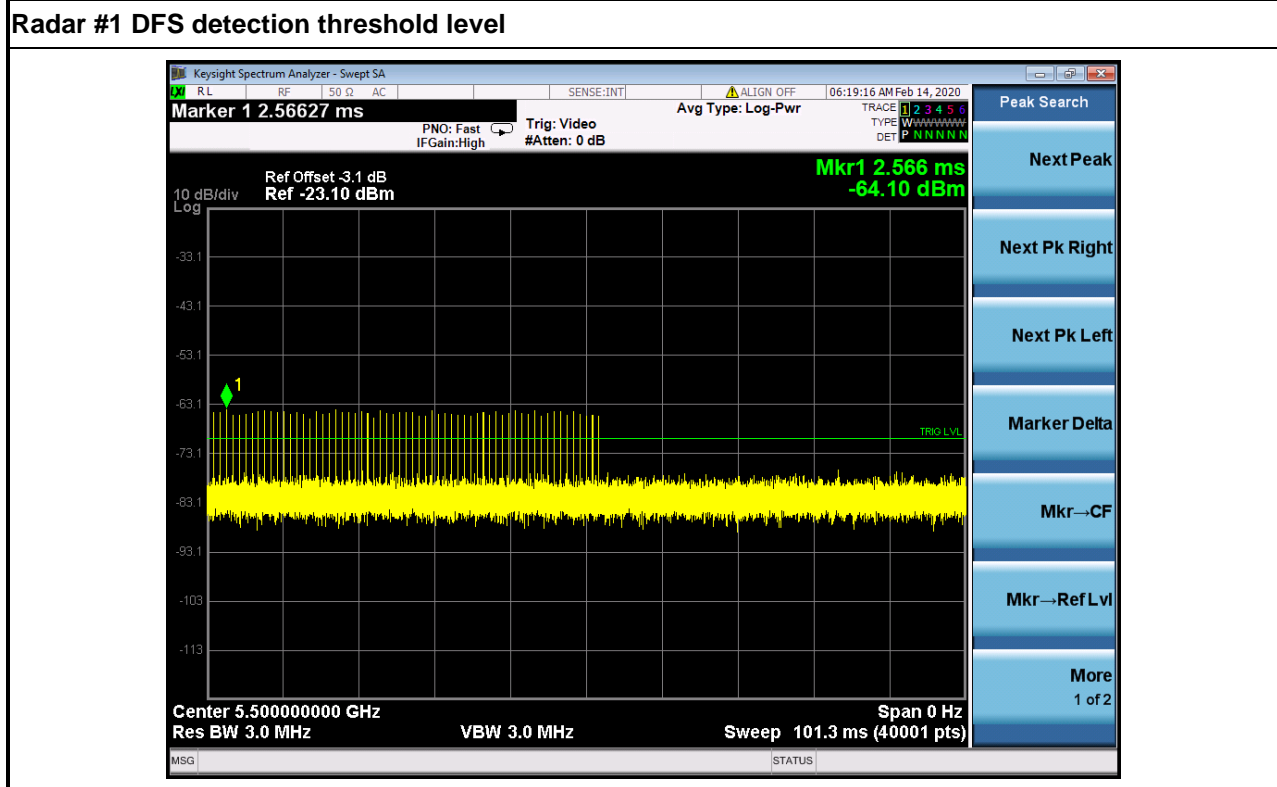 Radar #1 DFS detection threshold level
Keysight Spectrum Analyzer - Swept SA
LXI RL RF 50 Ω AC SENSE:INT ALIGN OFF 06:19:16 AM Feb 14, 2020
Marker 1 2.56627 ms
PNO: Fast
IFGain:High
Trig: Video
#Atten: 0 dB
Avg Type: Log-Pwr
TRACE 1 2 3 4 5 6
TYPE WWWWWW
DET P N N N N N
Mkr1 2.566 ms
-64.10 dBm
Ref Offset -3.1 dB
10 dB/div Ref -23.10 dBm
Log
-33.1
-43.1
-53.1
1
-63.1
TRIG LVL
-73.1
-83.1
-93.1
-103
-113
Center 5.500000000 GHz Span 0 Hz
Res BW 3.0 MHz VBW 3.0 MHz Sweep 101.3 ms (40001 pts)
MSG STATUS
Peak Search
Next Peak
Next Pk Right
Next Pk Left
Marker Delta
Mkr→CF
Mkr→Ref Lvl
More
1 of 2